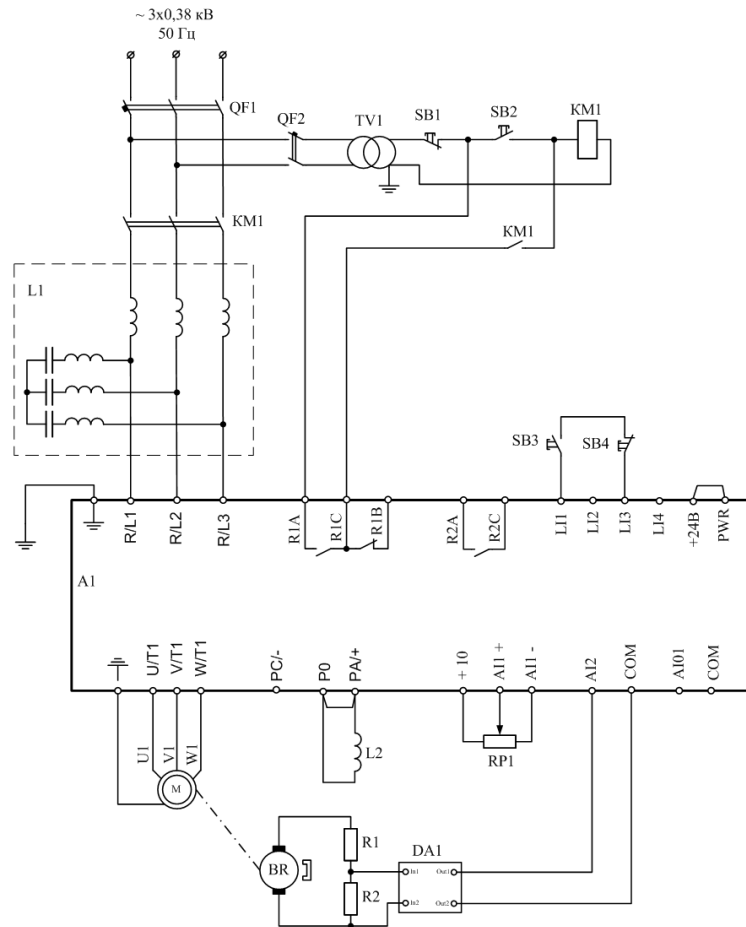 ~ 3x0,38 кВ
50 Гц
QF1
QF2
TV1
SB1
SB2
KM1
KM1
KM1
L1
SB3
SB4
R/L1
R/L2
R/L3
R1A
R1C
R1B
R2A
R2C
LI1
LI2
LI3
LI4
+24B
PWR
A1
U/T1
V/T1
W/T1
PC/-
P0
PA/+
+ 10
AI1 +
AI1 -
AI2
COM
AI01
COM
U1
V1
W1
L2
RP1
M
BR
R1
R2
DA1
In1
Out1
In2
Out2